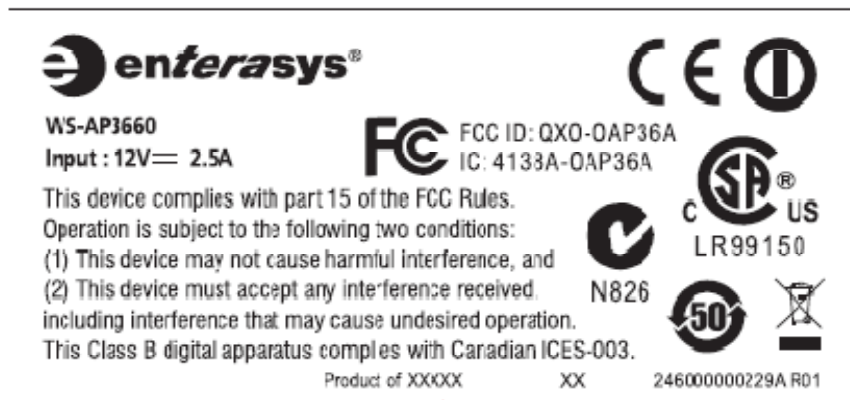 enterasys®
CE
WS-AP3660
Input : 12V⎓ 2.5A
FC FCC ID: QXO-OAP36A
IC: 4138A-OAP36A
This device complies with part 15 of the FCC Rules.
Operation is subject to the following two conditions:
(1) This device may not cause harmful interference, and
(2) This device must accept any interference received,
including interference that may cause undesired operation.
This Class B digital apparatus complies with Canadian ICES-003.
C SA ® US
LR99150
N826
50
Product of XXXXX XX 246000000229A R01